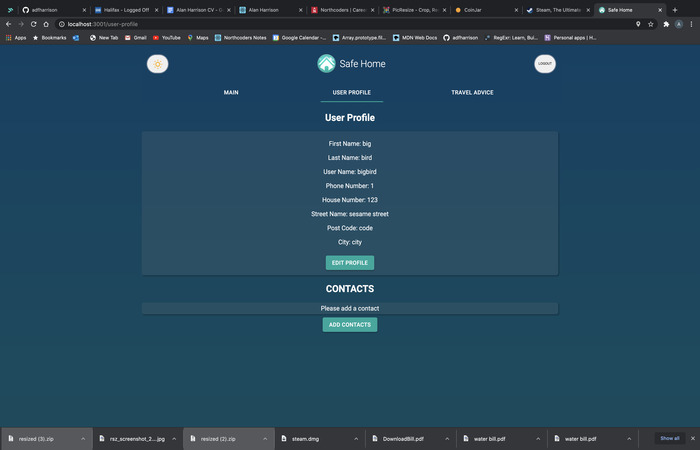 adfharrison
Halifax - Logged Off
Alan Harrison CV - G
Alan Harrison
Northcoders | Career
PicResize - Crop, Re
CoinJar
Steam, The Ultimate
Safe Home
localhost:3001/user-profile
Apps
Bookmarks
New Tab
Gmail
YouTube
Maps
Northcoders Notes
Google Calendar -...
Array.prototype.fil...
MDN Web Docs
adfharrison
RegExr: Learn, Bui...
Personal apps | H...
Safe Home
LOGOUT
MAIN
USER PROFILE
TRAVEL ADVICE
User Profile
First Name: big
Last Name: bird
User Name: bigbird
Phone Number: 1
House Number: 123
Street Name: sesame street
Post Code: code
City: city
EDIT PROFILE
CONTACTS
Please add a contact
ADD CONTACTS
resized (3).zip
rsz_screenshot_2....jpg
resized (2).zip
steam.dmg
DownloadBill.pdf
water bill.pdf
water bill.pdf
Show all